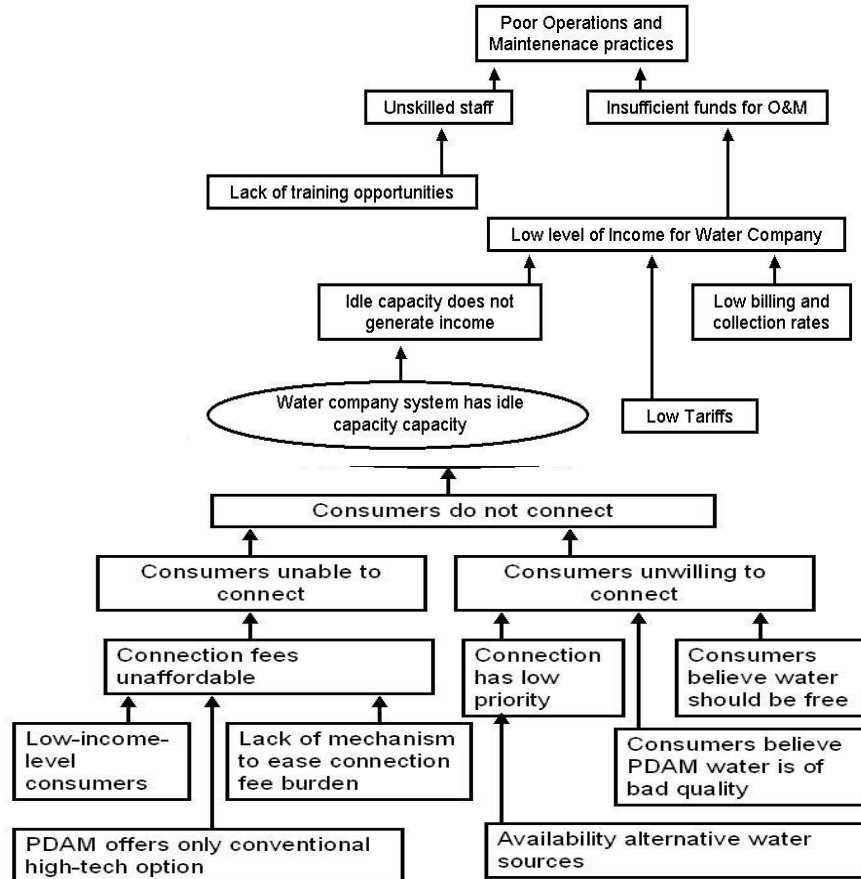 Poor Operations and
Maintenenace practices
Unskilled staff
Insufficient funds for O&M
Lack of training opportunities
Low level of Income for Water Company
Idle capacity does not
generate income
Low billing and
collection rates
Water company system has idle
capacity capacity
Low Tariffs
Consumers do not connect
Consumers unable to
connect
Consumers unwilling to
connect
Connection fees
unaffordable
Connection
has low
priority
Consumers
believe water
should be free
Low-income-
level
consumers
Lack of mechanism
to ease connection
fee burden
Consumers believe
PDAM water is of
bad quality
PDAM offers only conventional
high-tech option
Availability alternative water
sources